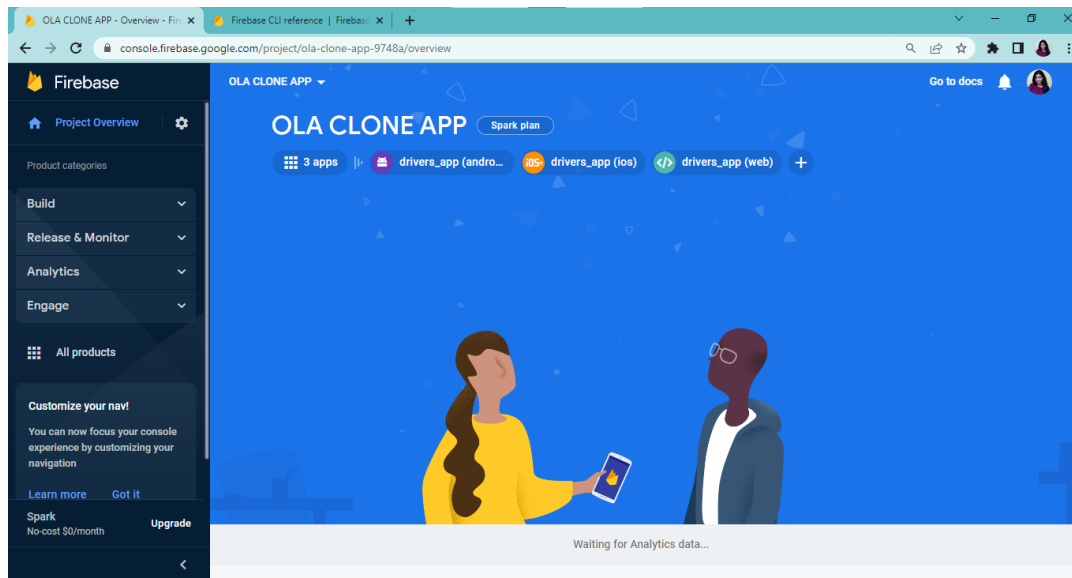 OLA CLONE APP - Overview - Fir
Firebase CLI reference | Firebase
console.firebase.google.com/project/ola-clone-app-9748a/overview
Firebase
OLA CLONE APP
Go to docs
Project Overview
OLA CLONE APP
Spark plan
3 apps
drivers_app (andro...
iOS+
drivers_app (ios)
</>
drivers_app (web)
+
Product categories
Build
Release & Monitor
Analytics
Engage
All products
Customize your nav!
You can now focus your console
experience by customizing your
navigation
Learn more Got it
Spark
No-cost $0/month
Upgrade
Waiting for Analytics data...